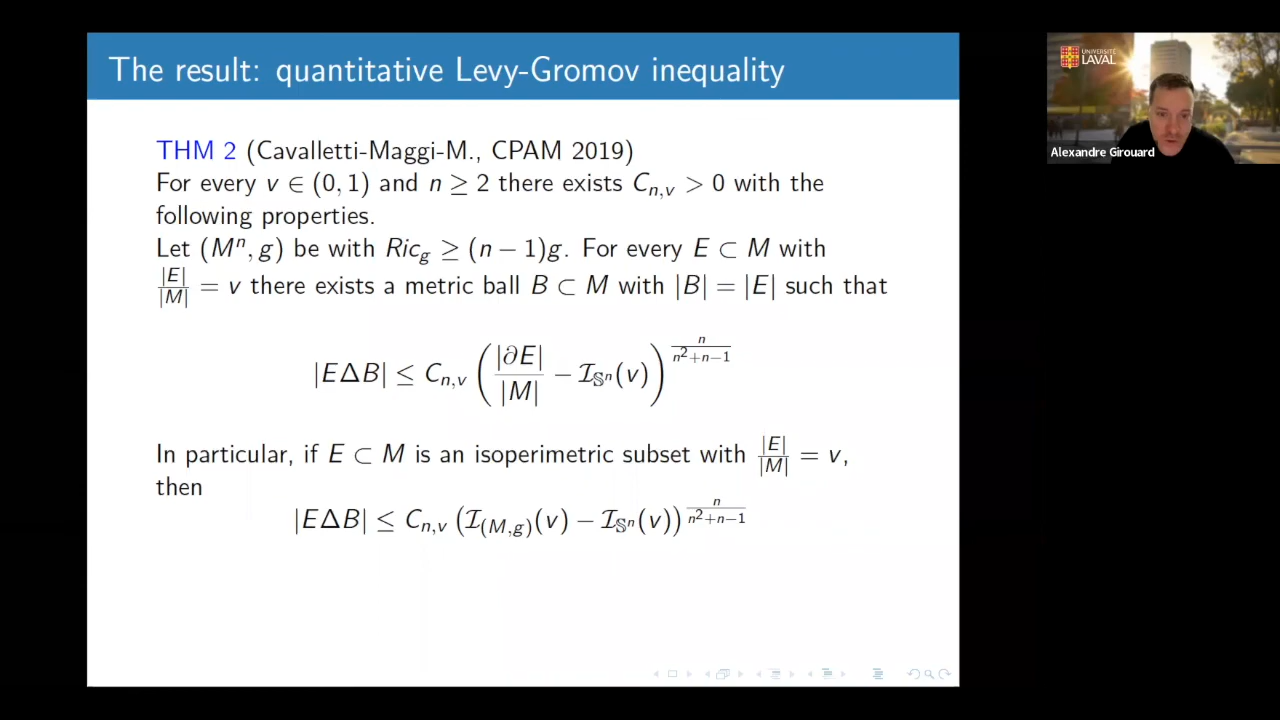 The result: quantitative Levy-Gromov inequality
THM 2 (Cavalletti-Maggi-M., CPAM 2019)
For every v ∈ (0, 1) and n ≥ 2 there exists C_{n,v} > 0 with the
following properties.
Let (M^n, g) be with Ric_g ≥ (n − 1)g. For every E ⊂ M with
|E|/|M| = v there exists a metric ball B ⊂ M with |B| = |E| such that
|EΔB| ≤ C_{n,v} (|∂E|/|M| − I_{𝕊^n}(v))^{n/(n^2+n−1)}
In particular, if E ⊂ M is an isoperimetric subset with |E|/|M| = v,
then
|EΔB| ≤ C_{n,v} (I_{(M,g)}(v) − I_{𝕊^n}(v))^{n/(n^2+n−1)}
UNIVERSITÉ
LAVAL
Alexandre Girouard